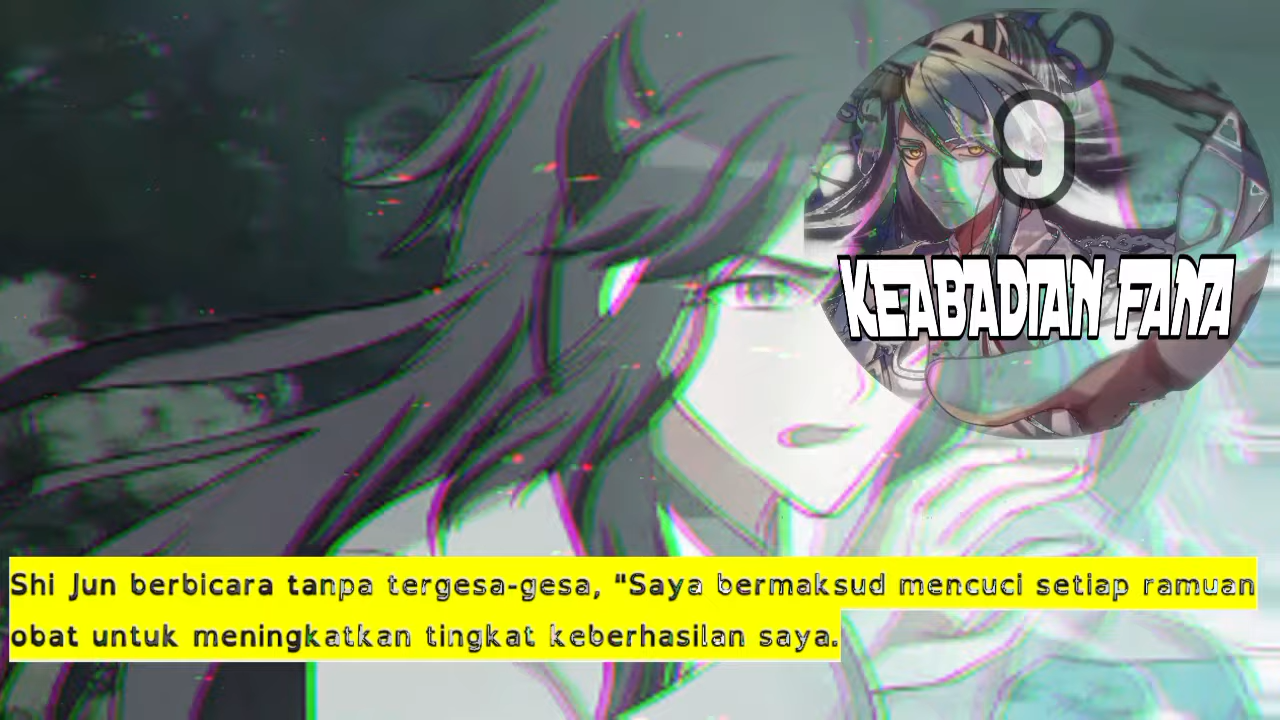 9
KEABADIAN FANA
Shi Jun berbicara tanpa tergesa-gesa, "Saya bermaksud mencuci setiap ramuan
obat untuk meningkatkan tingkat keberhasilan saya.